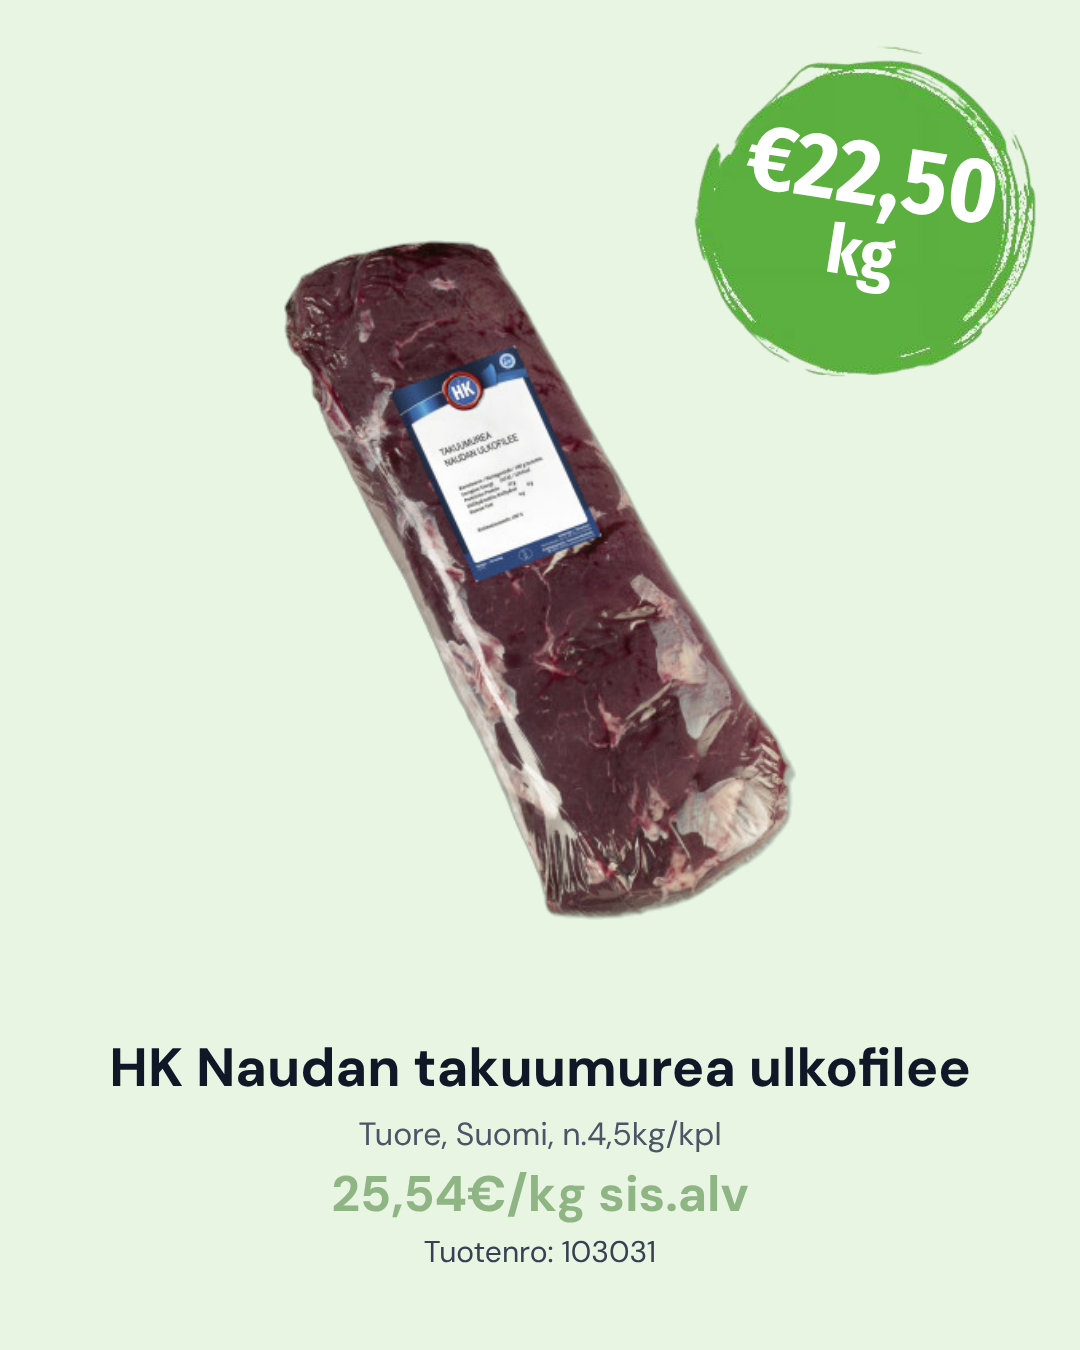 €22,50
kg
HK
TAKUUMUREA
NAUDAN ULKOFILEE
HK Naudan takuumurea ulkofilee
Tuore, Suomi, n.4,5kg/kpl
25,54€/kg sis.alv
Tuotenro: 103031